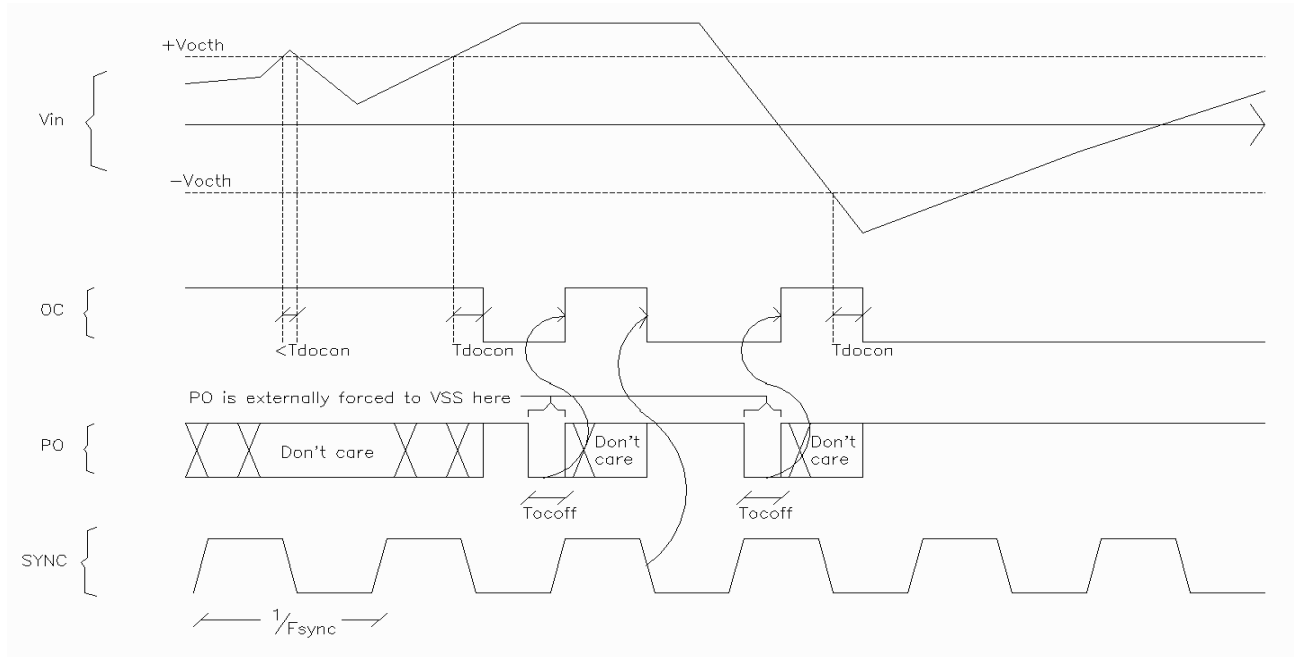 +Vocth
Vin
-Vocth
OC
<Tdocan
Tdocon
Tdocon
PO is externally forced to VSS here
PO
Don't care
Don't
care
Don't
care
Tocoff
Tocoff
SYNC
1/Fsync